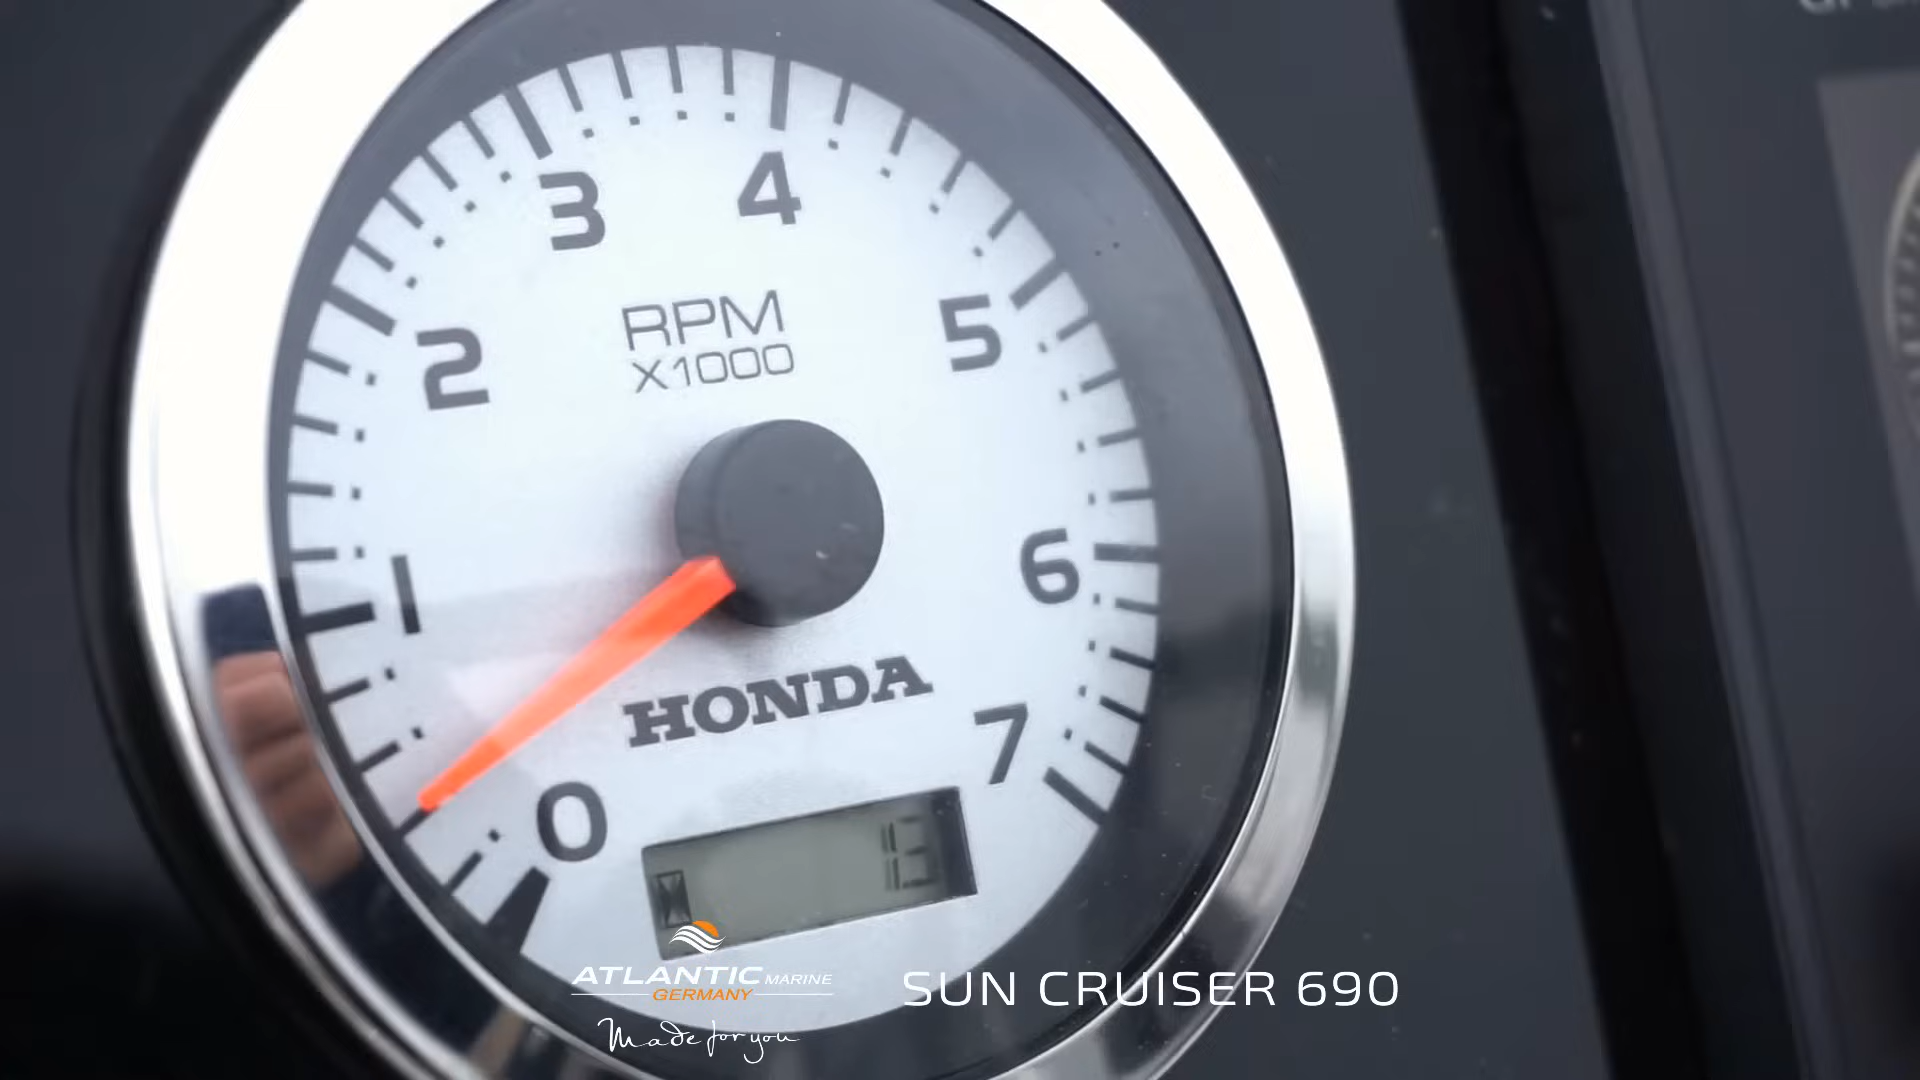 3
4
2
5
RPM
X1000
1
6
HONDA
7
0
13
ATLANTIC MARINE
GERMANY
Made for you
SUN CRUISER 690